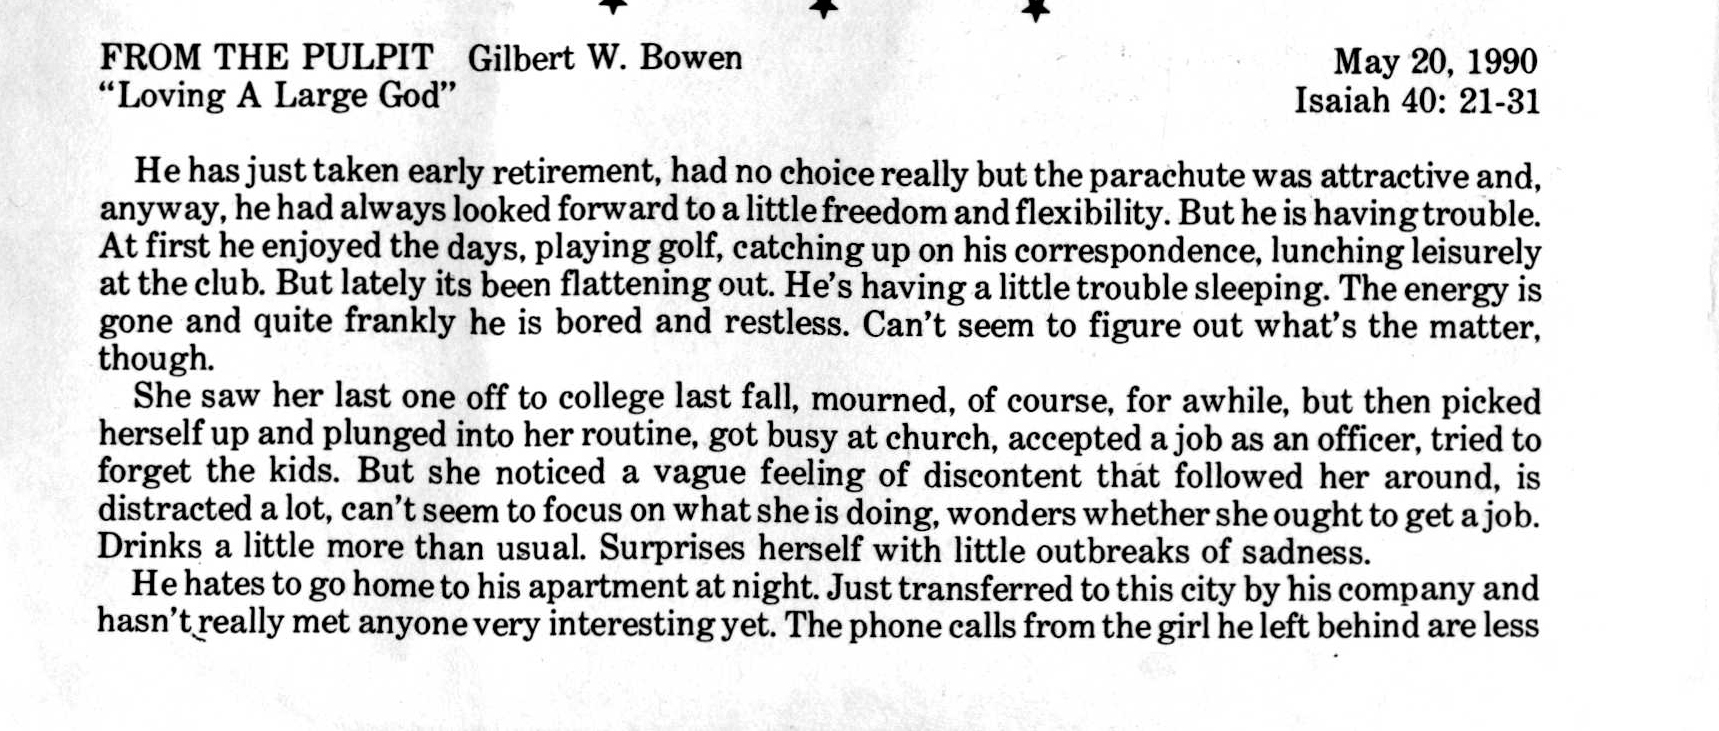 FROM THE PULPIT Gilbert W. Bowen May 20, 1990
“Loving A Large God” Isaiah 40: 21-31
He has just taken early retirement, had no choice really but the parachute was attractive and,
anyway, he had always looked forward to a little freedom and flexibility. But he is having trouble.
At first he enjoyed the days, playing golf, catching up on his correspondence, lunching leisurely
at the club. But lately its been flattening out. He’s having a little trouble sleeping. The energy is
gone and quite frankly he is bored and restless. Can’t seem to figure out what’s the matter,
though.
She saw her last one off to college last fall, mourned, of course, for awhile, but then picked
herself up and plunged into her routine, got busy at church, accepted a job as an officer, tried to
forget the kids. But she noticed a vague feeling of discontent that followed her around, is
distracted a lot, can’t seem to focus on what she is doing, wonders whether she ought to get a job.
Drinks a little more than usual. Surprises herself with little outbreaks of sadness.
He hates to go home to his apartment at night. Just transferred to this city by his company and
hasn’t really met anyone very interesting yet. The phone calls from the girl he left behind are less